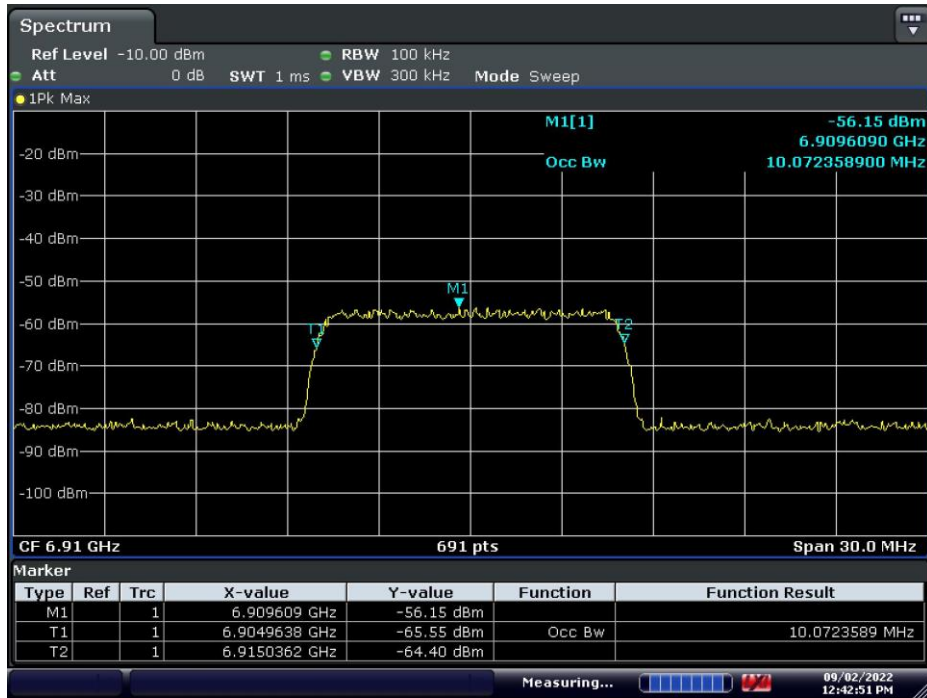 Spectrum
Ref Level -10.00 dBm RBW 100 kHz
Att 0 dB SWT 1 ms VBW 300 kHz Mode Sweep
1Pk Max
M1[1] -56.15 dBm
6.9096090 GHz
Occ Bw 10.072358900 MHz
-20 dBm
-30 dBm
-40 dBm
-50 dBm
M1
-60 dBm
T1 T2
-70 dBm
-80 dBm
-90 dBm
-100 dBm
CF 6.91 GHz 691 pts Span 30.0 MHz
Marker
Type Ref Trc X-value Y-value Function Function Result
M1 1 6.909609 GHz -56.15 dBm
T1 1 6.9049638 GHz -65.55 dBm Occ Bw 10.0723589 MHz
T2 1 6.9150362 GHz -64.40 dBm
Measuring... 09/02/2022
12:42:51 PM